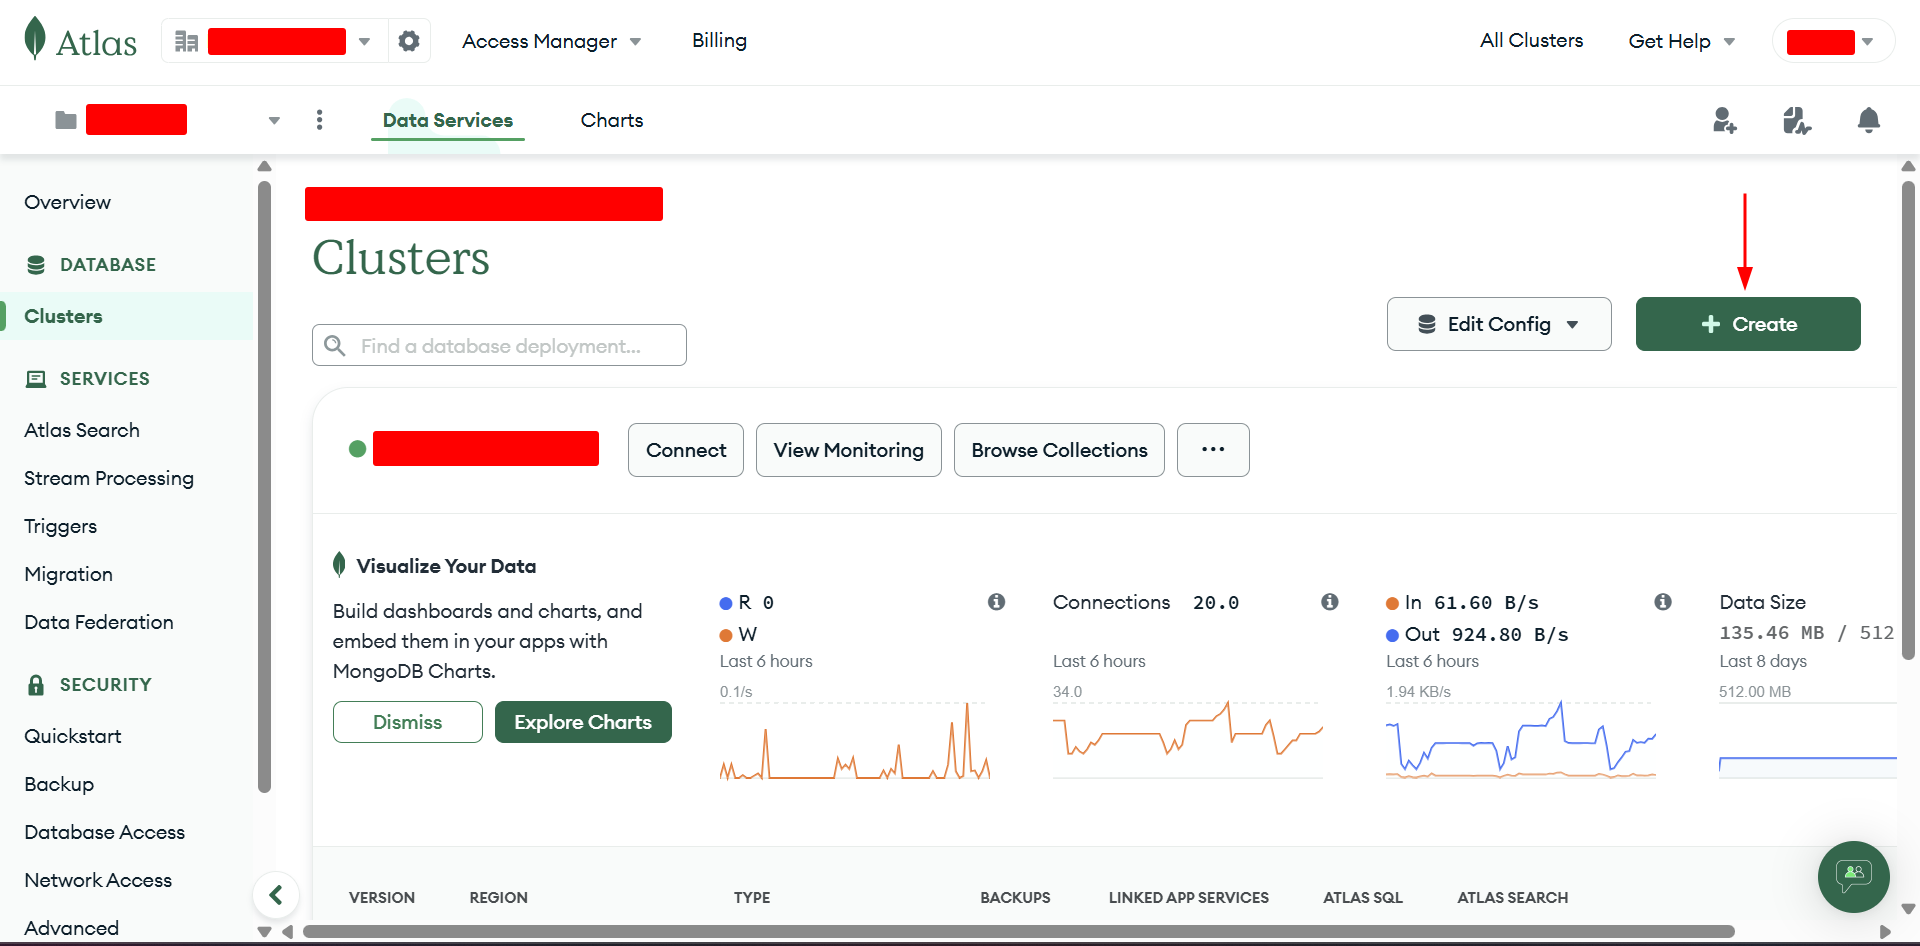 Atlas
Access Manager
Billing
All Clusters
Get Help
Data Services
Charts
Overview
DATABASE
Clusters
SERVICES
Atlas Search
Stream Processing
Triggers
Migration
Data Federation
SECURITY
Quickstart
Backup
Database Access
Network Access
Advanced
Clusters
Find a database deployment...
Edit Config
Create
Connect
View Monitoring
Browse Collections
...
Visualize Your Data
Build dashboards and charts, and
embed them in your apps with
MongoDB Charts.
Dismiss
Explore Charts
R 0
W
Last 6 hours
0.1/s
Connections 20.0
Last 6 hours
34.0
In 61.60 B/s
Out 924.80 B/s
Last 6 hours
1.94 KB/s
Data Size
135.46 MB / 512
Last 8 days
512.00 MB
VERSION REGION TYPE BACKUPS LINKED APP SERVICES ATLAS SQL ATLAS SEARCH